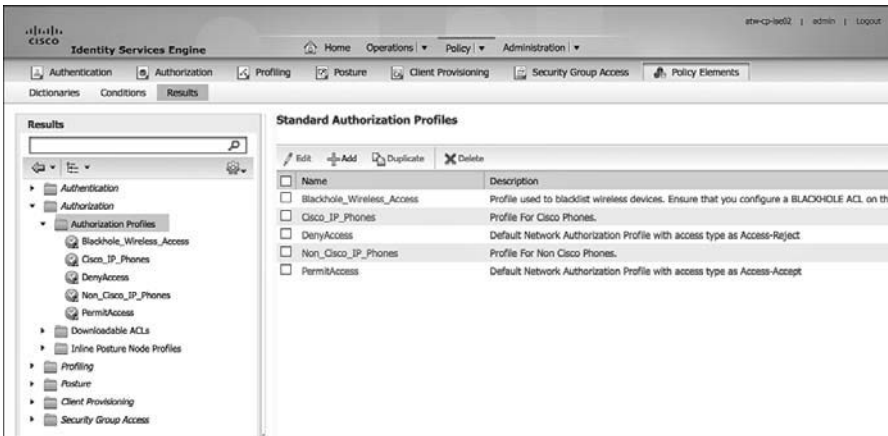 atw-cp-ise02 | admin | Logout
CISCO
Identity Services Engine
Home Operations Policy Administration
Authentication Authorization Profiling Posture Client Provisioning Security Group Access Policy Elements
Dictionaries Conditions Results
Results
Standard Authorization Profiles
Edit Add Duplicate Delete
Name Description
Blackhole_Wireless_Access Profile used to blacklist wireless devices. Ensure that you configure a BLACKHOLE ACL on th
Cisco_IP_Phones Profile For Cisco Phones.
DenyAccess Default Network Authorization Profile with access type as Access-Reject
Non_Cisco_IP_Phones Profile For Non Cisco Phones.
PermitAccess Default Network Authorization Profile with access type as Access-Accept
Authentication
Authorization
Authorization Profiles
Blackhole_Wireless_Access
Cisco_IP_Phones
DenyAccess
Non_Cisco_IP_Phones
PermitAccess
Downloadable ACLs
Inline Posture Node Profiles
Profiling
Posture
Client Provisioning
Security Group Access